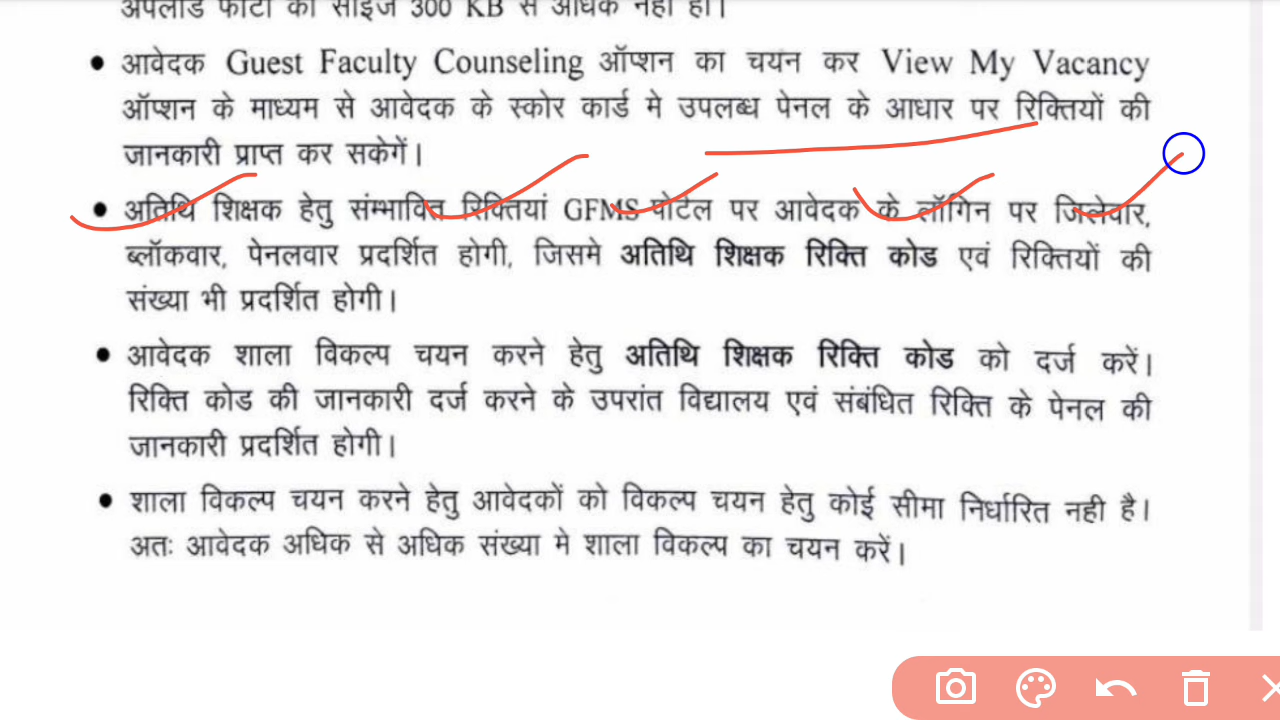 अपलोड फोटो की साईज 300 KB से अधिक नही हो।
• आवेदक Guest Faculty Counseling ऑप्शन का चयन कर View My Vacancy
ऑप्शन के माध्यम से आवेदक के स्कोर कार्ड मे उपलब्ध पेनल के आधार पर रिक्तियों की
जानकारी प्राप्त कर सकेगें।
• अतिथि शिक्षक हेतु संम्भावित रिक्तियां GFMS पोर्टल पर आवेदक के लॉगिन पर जिलेवार,
ब्लॉकवार, पेनलवार प्रदर्शित होगी, जिसमे अतिथि शिक्षक रिक्ति कोड एवं रिक्तियों की
संख्या भी प्रदर्शित होगी।
• आवेदक शाला विकल्प चयन करने हेतु अतिथि शिक्षक रिक्ति कोड को दर्ज करें।
रिक्ति कोड की जानकारी दर्ज करने के उपरांत विद्यालय एवं संबंधित रिक्ति के पेनल की
जानकारी प्रदर्शित होगी।
• शाला विकल्प चयन करने हेतु आवेदकों को विकल्प चयन हेतु कोई सीमा निर्धारित नही है।
अतः आवेदक अधिक से अधिक संख्या मे शाला विकल्प का चयन करें।